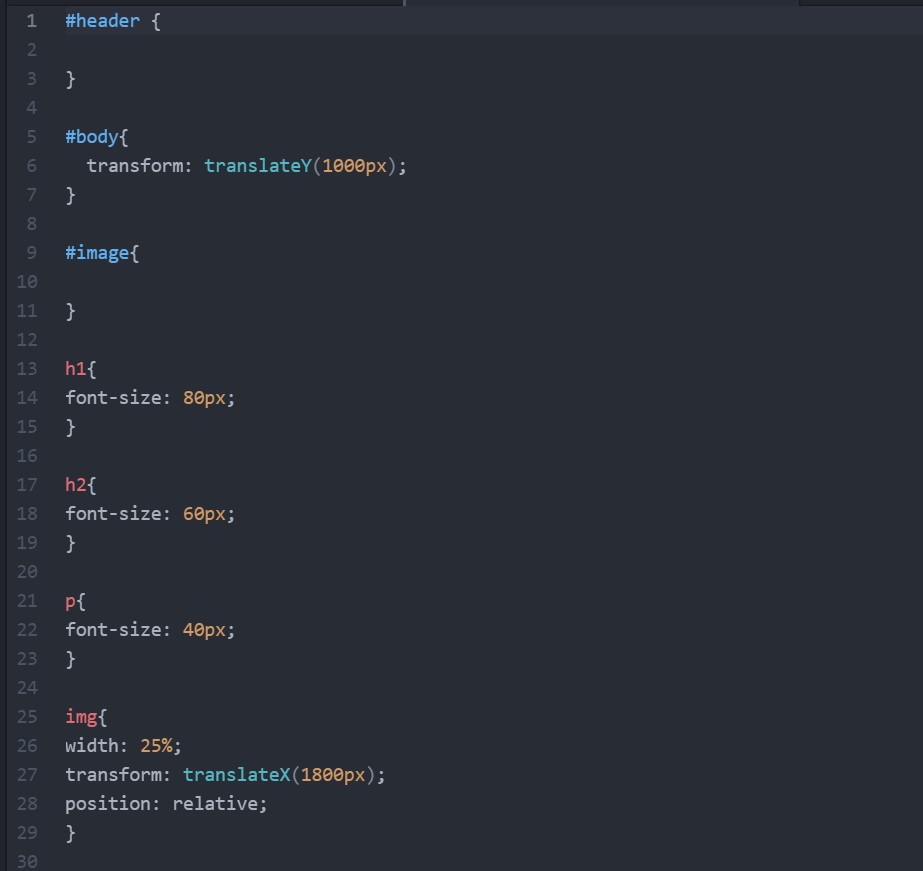 1 #header {
2
3 }
4
5 #body{
6   transform: translateY(1000px);
7 }
8
9 #image{
10
11 }
12
13 h1{
14 font-size: 80px;
15 }
16
17 h2{
18 font-size: 60px;
19 }
20
21 p{
22 font-size: 40px;
23 }
24
25 img{
26 width: 25%;
27 transform: translateX(1800px);
28 position: relative;
29 }
30